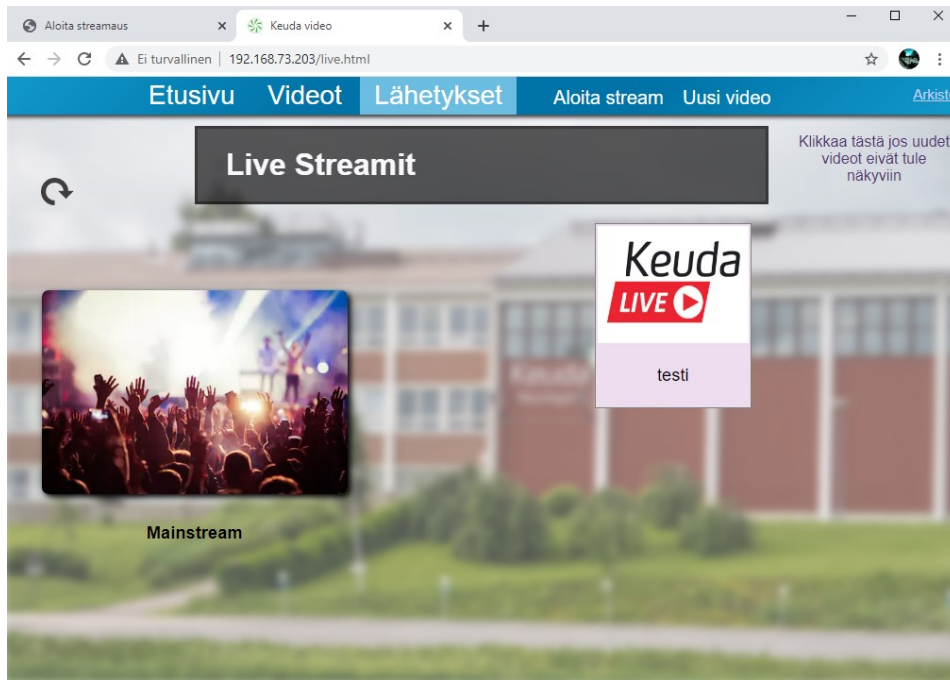 Aloita streamaus
Keuda video
Ei turvallinen | 192.168.73.203/live.html
Etusivu Videot Lähetykset Aloita stream Uusi video
Live Streamit
Klikkaa tästä jos uudet
videot eivät tule
näkyviin
Keuda
LIVE
testi
Mainstream